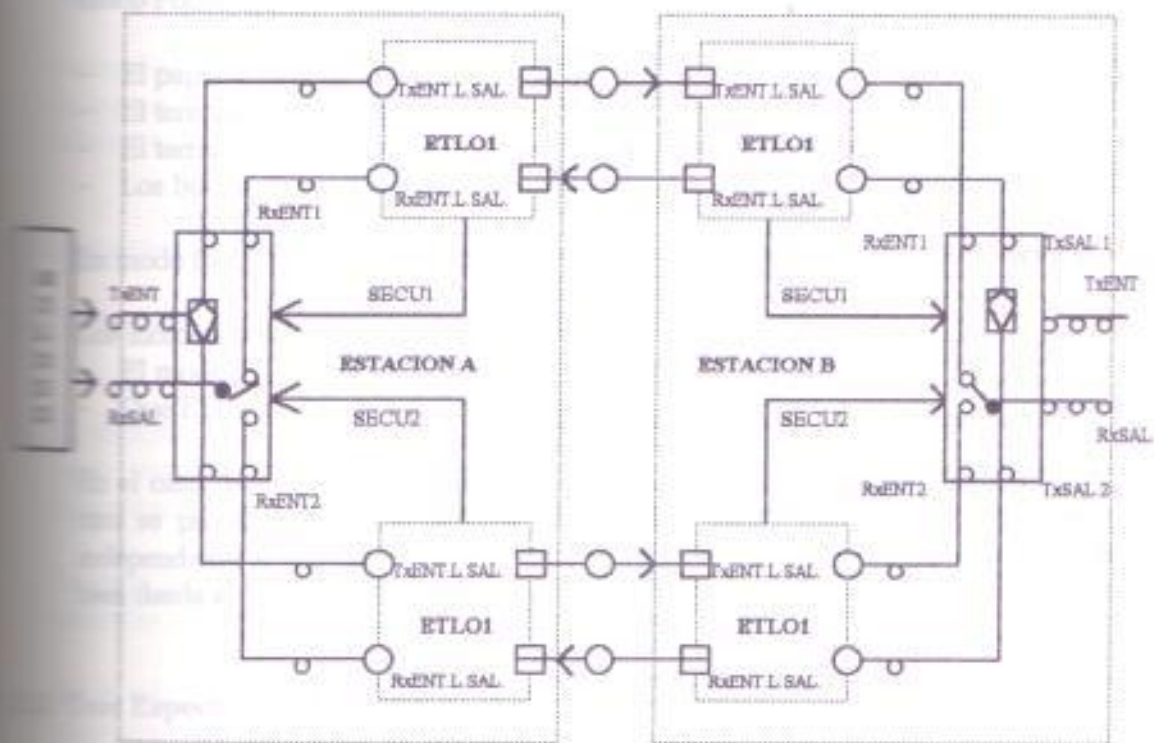 TxENT L SAL
TxENT L SAL
ETLO1
ETLO1
RxENT L SAL
RxENT L SAL
RxENT1
RxENT1
TxSAL 1
TxENT
SECU1
SECU1
TxENT
ESTACION A
ESTACION B
RxSAL
SECU2
SECU2
RxSAL
RxENT2
RxENT2
TxSAL 2
TxENT L SAL
TxENT L SAL
ETLO1
ETLO1
RxENT L SAL
RxENT L SAL